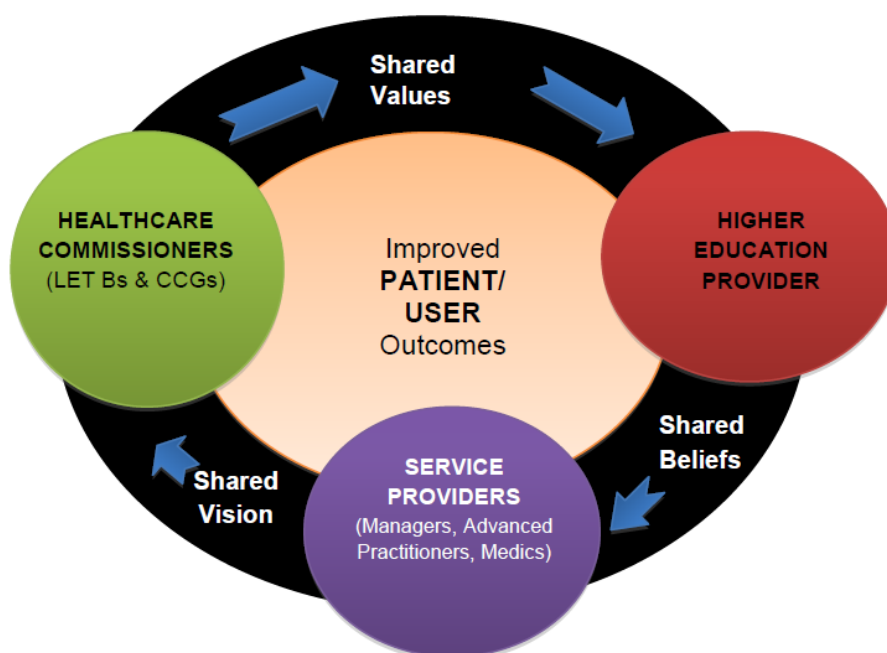 Shared
Values
HEALTHCARE
COMMISSIONERS
(LET Bs & CCGs)
Improved
PATIENT/
USER
Outcomes
HIGHER
EDUCATION
PROVIDER
Shared
Beliefs
SERVICE
PROVIDERS
(Managers, Advanced
Practitioners, Medics)
Shared
Vision